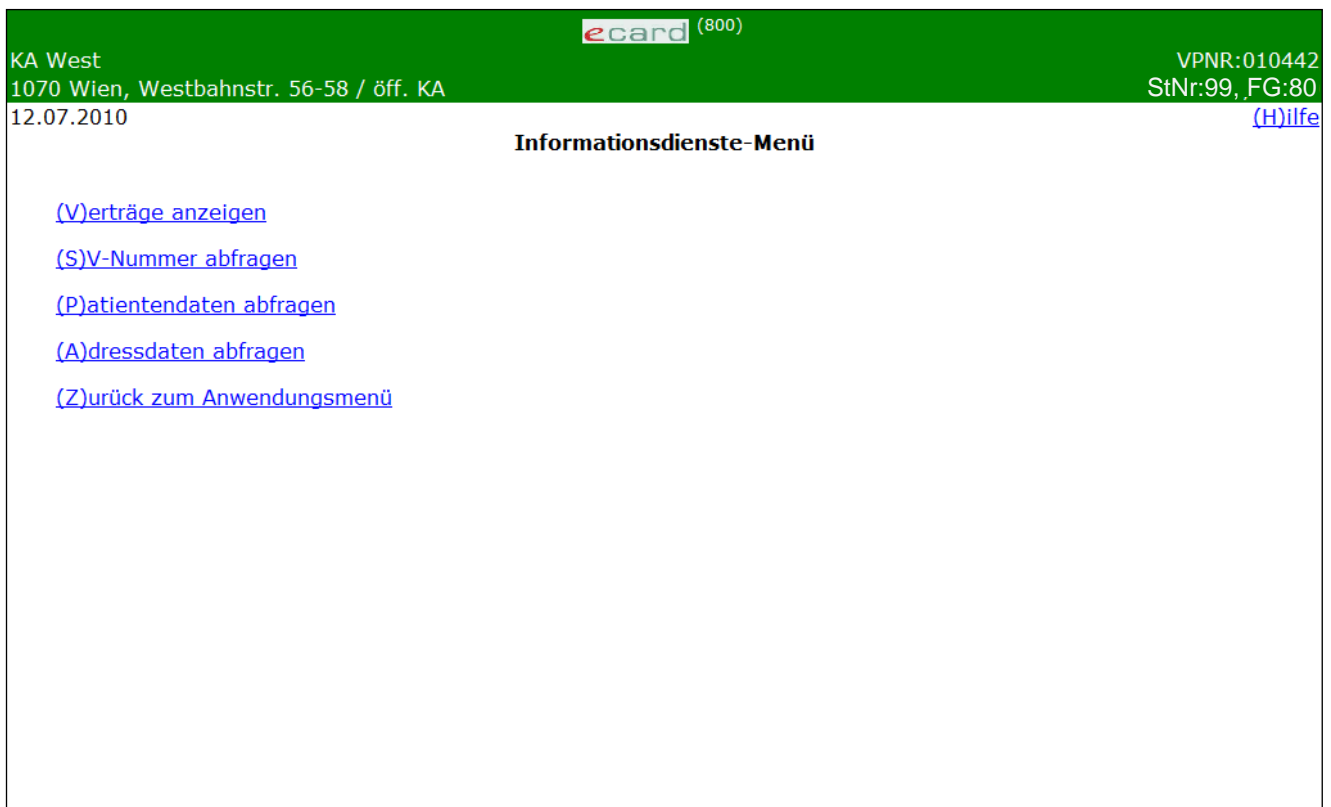 ecard (800)
KA West VPNR:010442
1070 Wien, Westbahnstr. 56-58 / öff. KA StNr:99, FG:80
12.07.2010 (H)ilfe
Informationsdienste-Menü
(V)erträge anzeigen
(S)V-Nummer abfragen
(P)atientendaten abfragen
(A)dressdaten abfragen
(Z)urück zum Anwendungsmenü